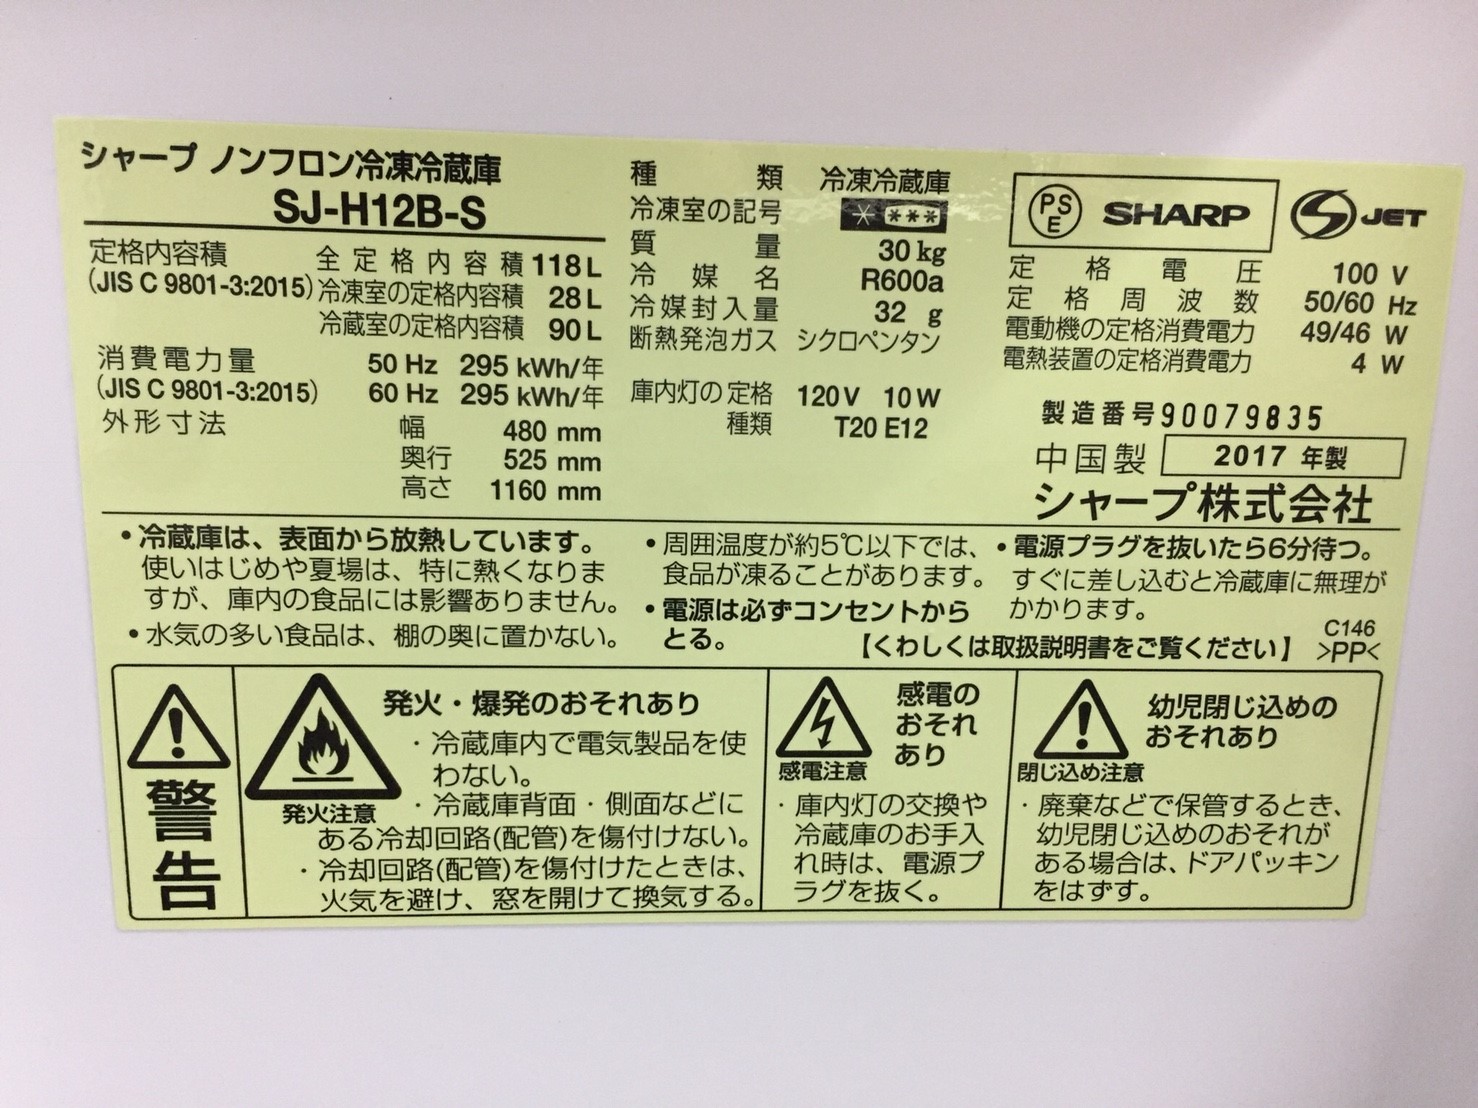 シャープ ノンフロン冷凍冷蔵庫
SJ-H12B-S
定格内容積 全定格内容積 118 L
(JIS C 9801-3:2015) 冷凍室の定格内容積 28 L
冷蔵室の定格内容積 90 L
消費電力量 50 Hz 295 kWh/年
(JIS C 9801-3:2015) 60 Hz 295 kWh/年
外形寸法 幅 480 mm
奥行 525 mm
高さ 1160 mm
種類 冷凍冷蔵庫
冷凍室の記号 * ***
質量 30 kg
冷媒名 R600a
冷媒封入量 32 g
断熱発泡ガス シクロペンタン
庫内灯の定格 120 V 10 W
種類 T20 E12
PSE SHARP S JET
定格電圧 100 V
定格周波数 50/60 Hz
電動機の定格消費電力 49/46 W
電熱装置の定格消費電力 4 W
製造番号 90079835
中国製 2017 年製
シャープ株式会社
・冷蔵庫は、表面から放熱しています。
使いはじめや夏場は、特に熱くなりま
すが、庫内の食品には影響ありません。
・水気の多い食品は、棚の奥に置かない。
・周囲温度が約5℃以下では、
食品が凍ることがあります。
・電源は必ずコンセントから
とる。
・電源プラグを抜いたら6分待つ。
すぐに差し込むと冷蔵庫に無理が
かかります。
【くわしくは取扱説明書をご覧ください】
C146
>PP<
警告
発火注意
発火・爆発のおそれあり
・冷蔵庫内で電気製品を使
わない。
・冷蔵庫背面・側面などに
ある冷却回路(配管)を傷付けない。
・冷却回路(配管)を傷付けたときは、
火気を避け、窓を開けて換気する。
感電注意
感電の
おそれ
あり
・庫内灯の交換や
冷蔵庫のお手入
れ時は、電源プ
ラグを抜く。
閉じ込め注意
幼児閉じ込めの
おそれあり
・廃棄などで保管するとき、
幼児閉じ込めのおそれが
ある場合は、ドアパッキン
をはずす。